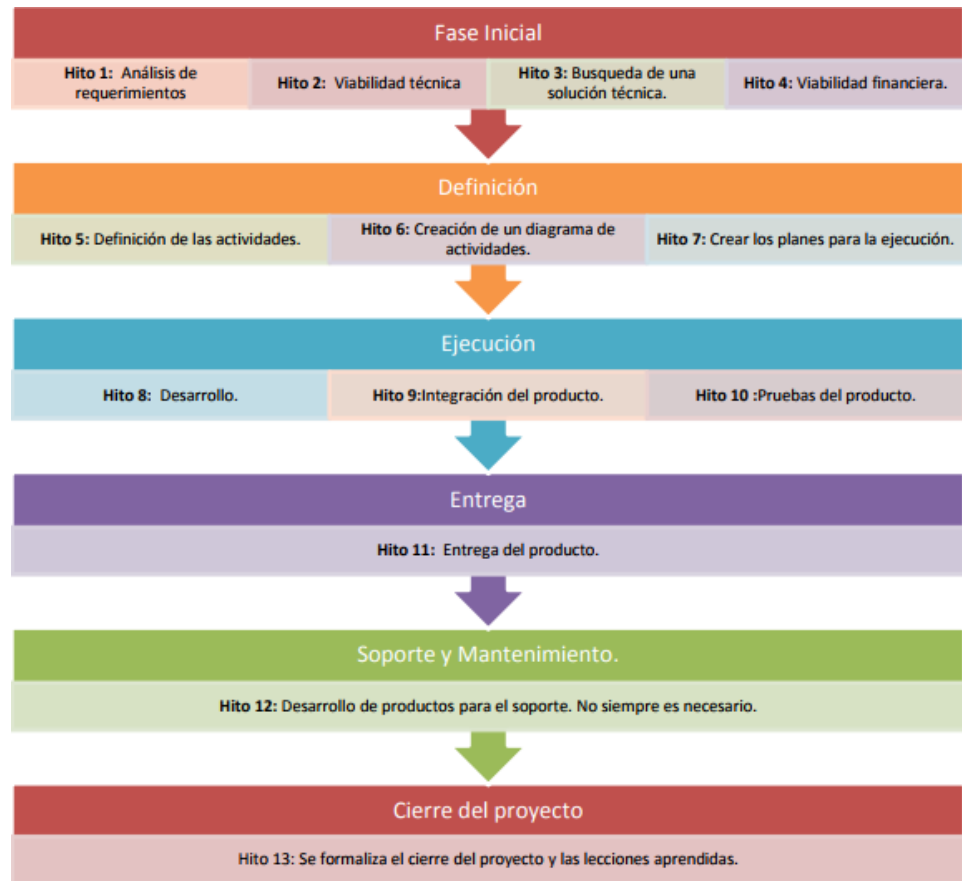 Fase Inicial
Hito 1: Análisis de
requerimientos
Hito 2: Viabilidad técnica
Hito 3: Busqueda de una
solución técnica.
Hito 4: Viabilidad financiera.
Definición
Hito 5: Definición de las actividades.
Hito 6: Creación de un diagrama de
actividades.
Hito 7: Crear los planes para la ejecución.
Ejecución
Hito 8: Desarrollo.
Hito 9:Integración del producto.
Hito 10 :Pruebas del producto.
Entrega
Hito 11: Entrega del producto.
Soporte y Mantenimiento.
Hito 12: Desarrollo de productos para el soporte. No siempre es necesario.
Cierre del proyecto
Hito 13: Se formaliza el cierre del proyecto y las lecciones aprendidas.